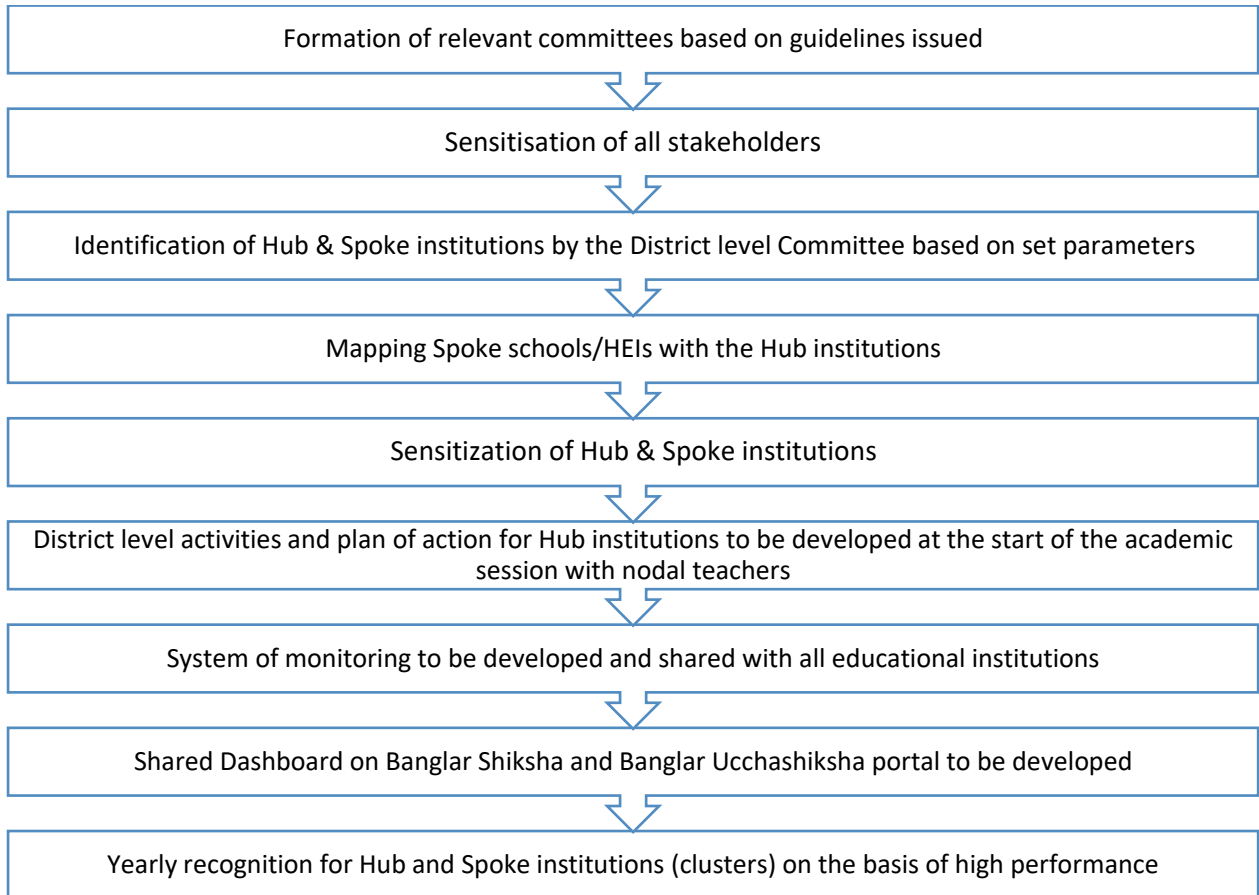 Formation of relevant committees based on guidelines issued
Sensitisation of all stakeholders
Identification of Hub & Spoke institutions by the District level Committee based on set parameters
Mapping Spoke schools/HEIs with the Hub institutions
Sensitization of Hub & Spoke institutions
District level activities and plan of action for Hub institutions to be developed at the start of the academic
session with nodal teachers
System of monitoring to be developed and shared with all educational institutions
Shared Dashboard on Banglar Shiksha and Banglar Ucchashiksha portal to be developed
Yearly recognition for Hub and Spoke institutions (clusters) on the basis of high performance